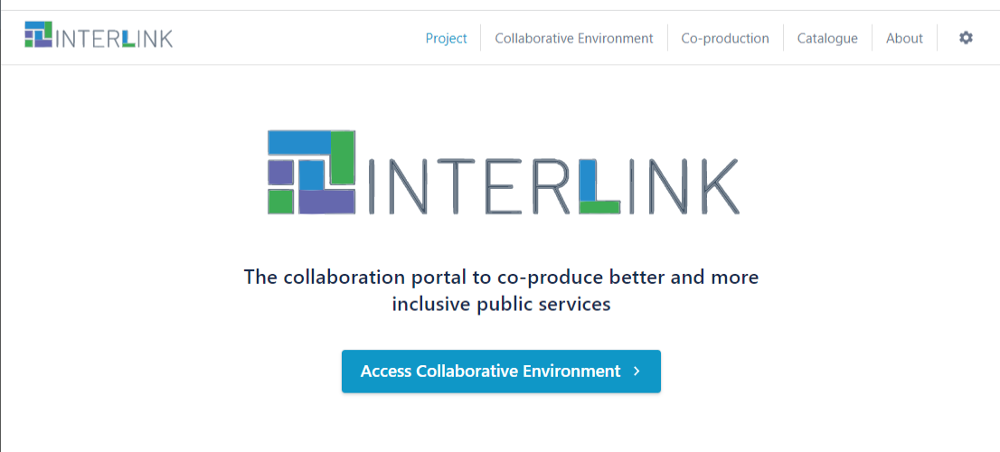 INTERLINK
Project
Collaborative Environment
Co-production
Catalogue
About
INTERLINK
The collaboration portal to co-produce better and more
inclusive public services
Access Collaborative Environment